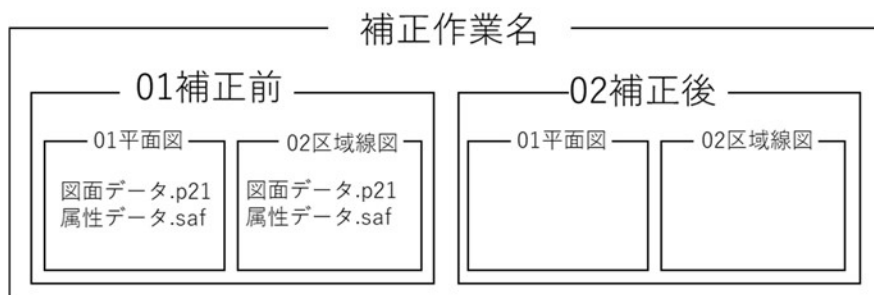 補正作業名
01補正前
02補正後
01平面図
02区域線図
01平面図
02区域線図
図面データ.p21
属性データ.saf
図面データ.p21
属性データ.saf